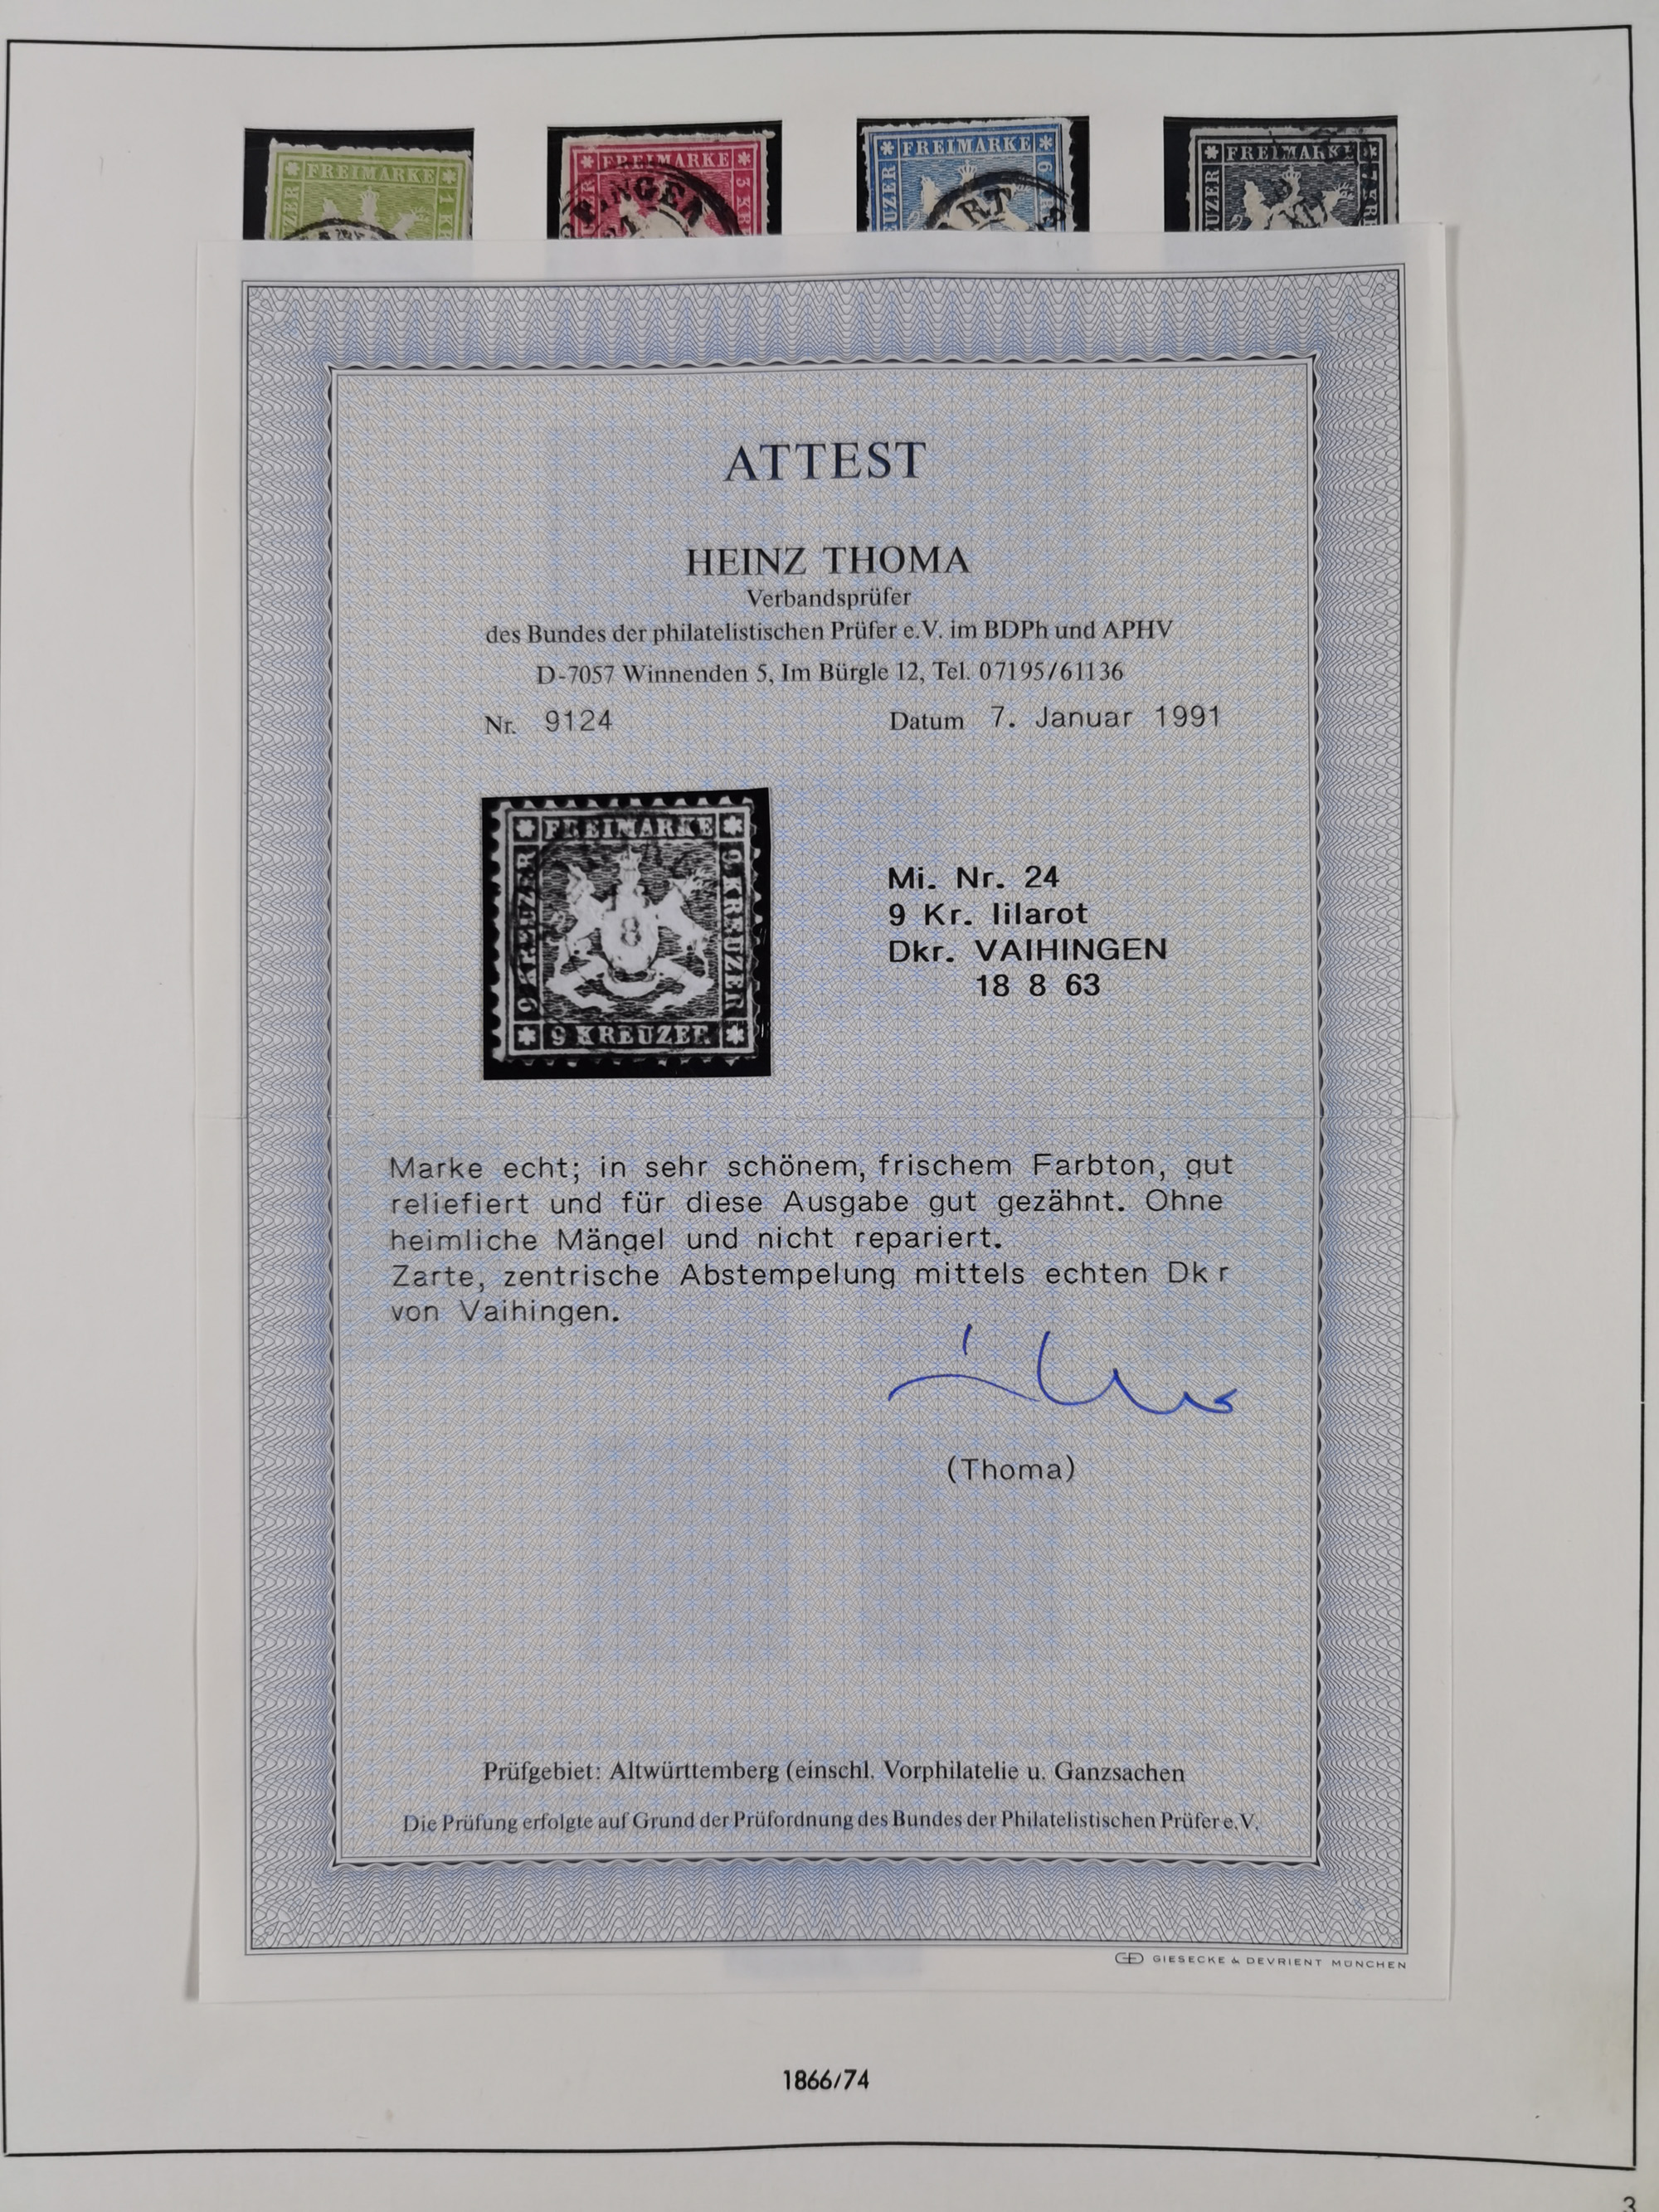 FREIMARKE
FREIMARKE
FREIMARKE
FREIMARKE
ATTEST
HEINZ THOMA
Verbandsprüfer
des Bundes der philatelistischen Prüfer e.V. im BDPh und APHV
D-7057 Winnenden 5, Im Bürgle 12, Tel. 07195/61136
Nr. 9124 Datum 7. Januar 1991
FREIMARKE
9 KREUZER
9 KREUZER
9 KREUZER
Mi. Nr. 24
9 Kr. lilarot
Dkr. VAIHINGEN
18 8 63
Marke echt; in sehr schönem, frischem Farbton, gut
reliefiert und für diese Ausgabe gut gezähnt. Ohne
heimliche Mängel und nicht repariert.
Zarte, zentrische Abstempelung mittels echten Dkr
von Vaihingen.
(Thoma)
Prüfgebiet: Altwürttemberg (einschl. Vorphilatelie u. Ganzsachen
Die Prüfung erfolgte auf Grund der Prüfordnung des Bundes der Philatelistischen Prüfer e.V.
GIESECKE & DEVRIENT MÜNCHEN
1866/74
3